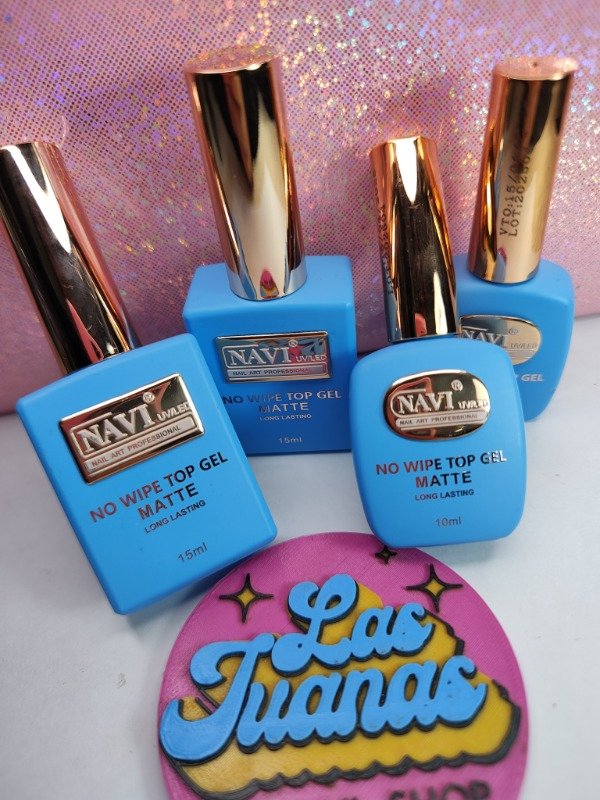 NAVI®
UV/LED
NAIL ART PROFESSIONAL
NO WIPE TOP GEL
MATTE
LONG LASTING
15ml
NAVI®
UV/LED
NAIL ART PROFESSIONAL
NO WIPE TOP GEL
MATTE
LONG LASTING
15ml
NAVI®
UV/LED
NAIL ART PROFESSIONAL
NO WIPE TOP GEL
MATTE
LONG LASTING
10ml
NAVI
UV/LED
GEL
Las
Juanas
SHOP